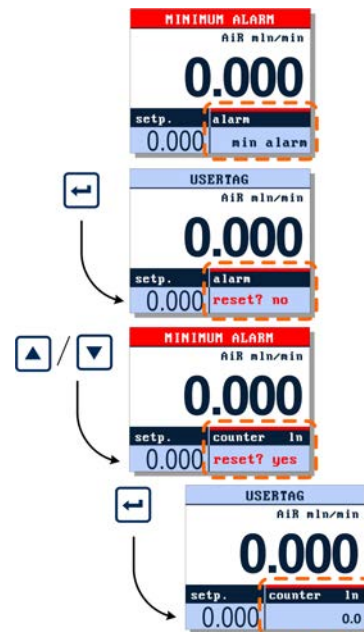 MINIMUM ALARM
AiR mln/min
0.000
setp. alarm
0.000 min alarm
USERTAG
AiR mln/min
0.000
setp. alarm
0.000 reset? no
MINIMUM ALARM
AiR mln/min
0.000
setp. counter ln
0.000 reset? yes
USERTAG
AiR mln/min
0.000
setp. counter ln
0.000 0.0